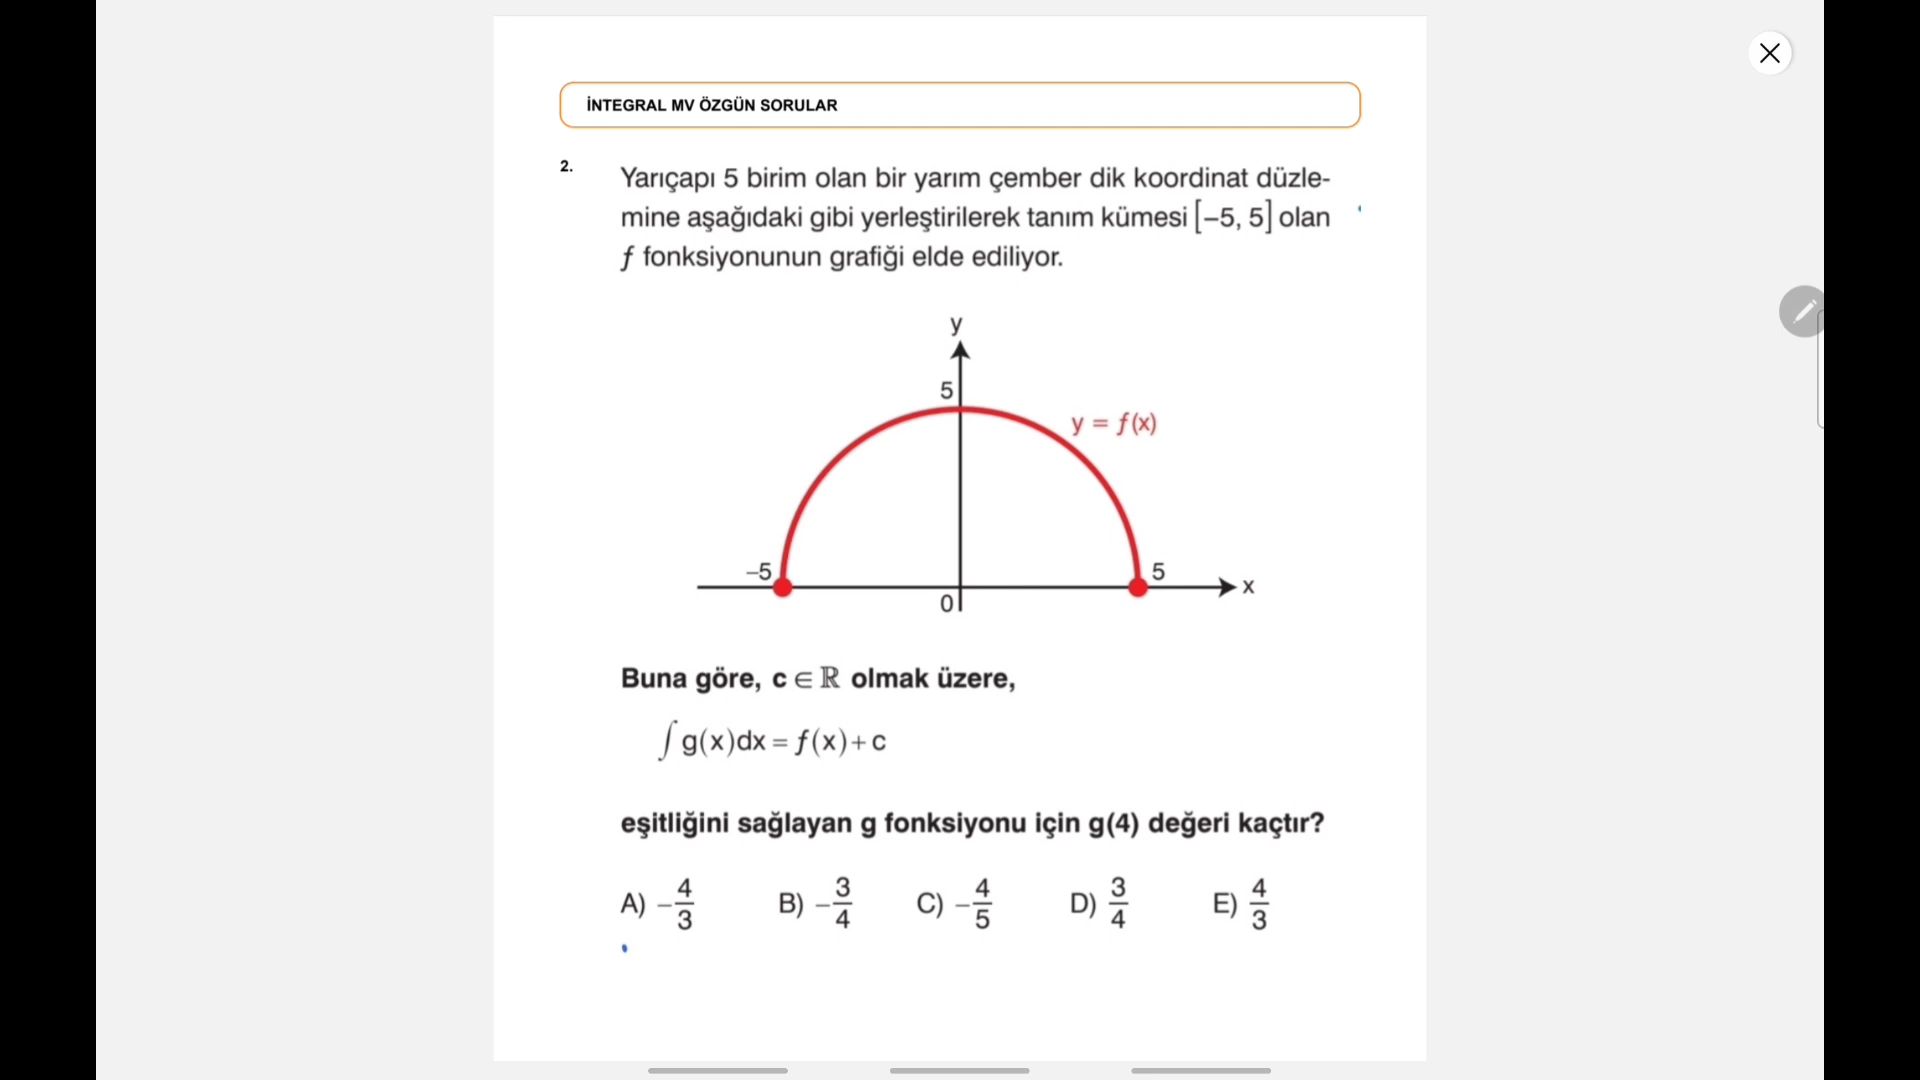 İNTEGRAL MV ÖZGÜN SORULAR
2.
Yarıçapı 5 birim olan bir yarım çember dik koordinat düzle-
mine aşağıdaki gibi yerleştirilerek tanım kümesi [–5, 5] olan
f fonksiyonunun grafiği elde ediliyor.
y
5
y = f(x)
–5
5
x
0
Buna göre, c ∈ ℝ olmak üzere,
∫ g(x)dx = f(x) + c
eşitliğini sağlayan g fonksiyonu için g(4) değeri kaçtır?
A) –4/3 B) –3/4 C) –4/5 D) 3/4 E) 4/3